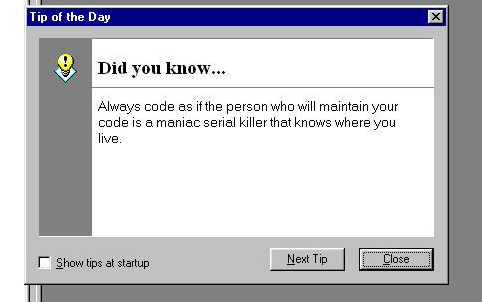 Tip of the Day
Did you know...
Always code as if the person who will maintain your
code is a maniac serial killer that knows where you
live.
Show tips at startup
Next Tip
Close